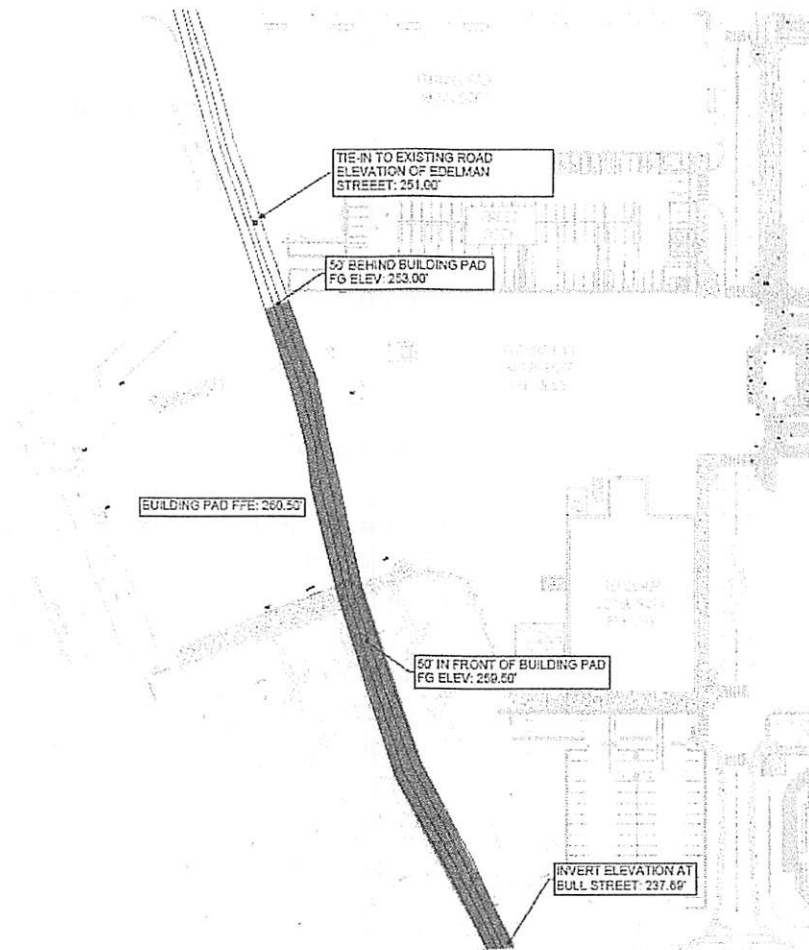 TIE-IN TO EXISTING ROAD
ELEVATION OF EDELMAN
STREEET: 251.00'
50' BEHIND BUILDING PAD
FG ELEV: 253.00'
BUILDING PAD FFE: 260.50'
50' IN FRONT OF BUILDING PAD
FG ELEV: 259.50'
INVERT ELEVATION AT
BULL STREET: 237.69'